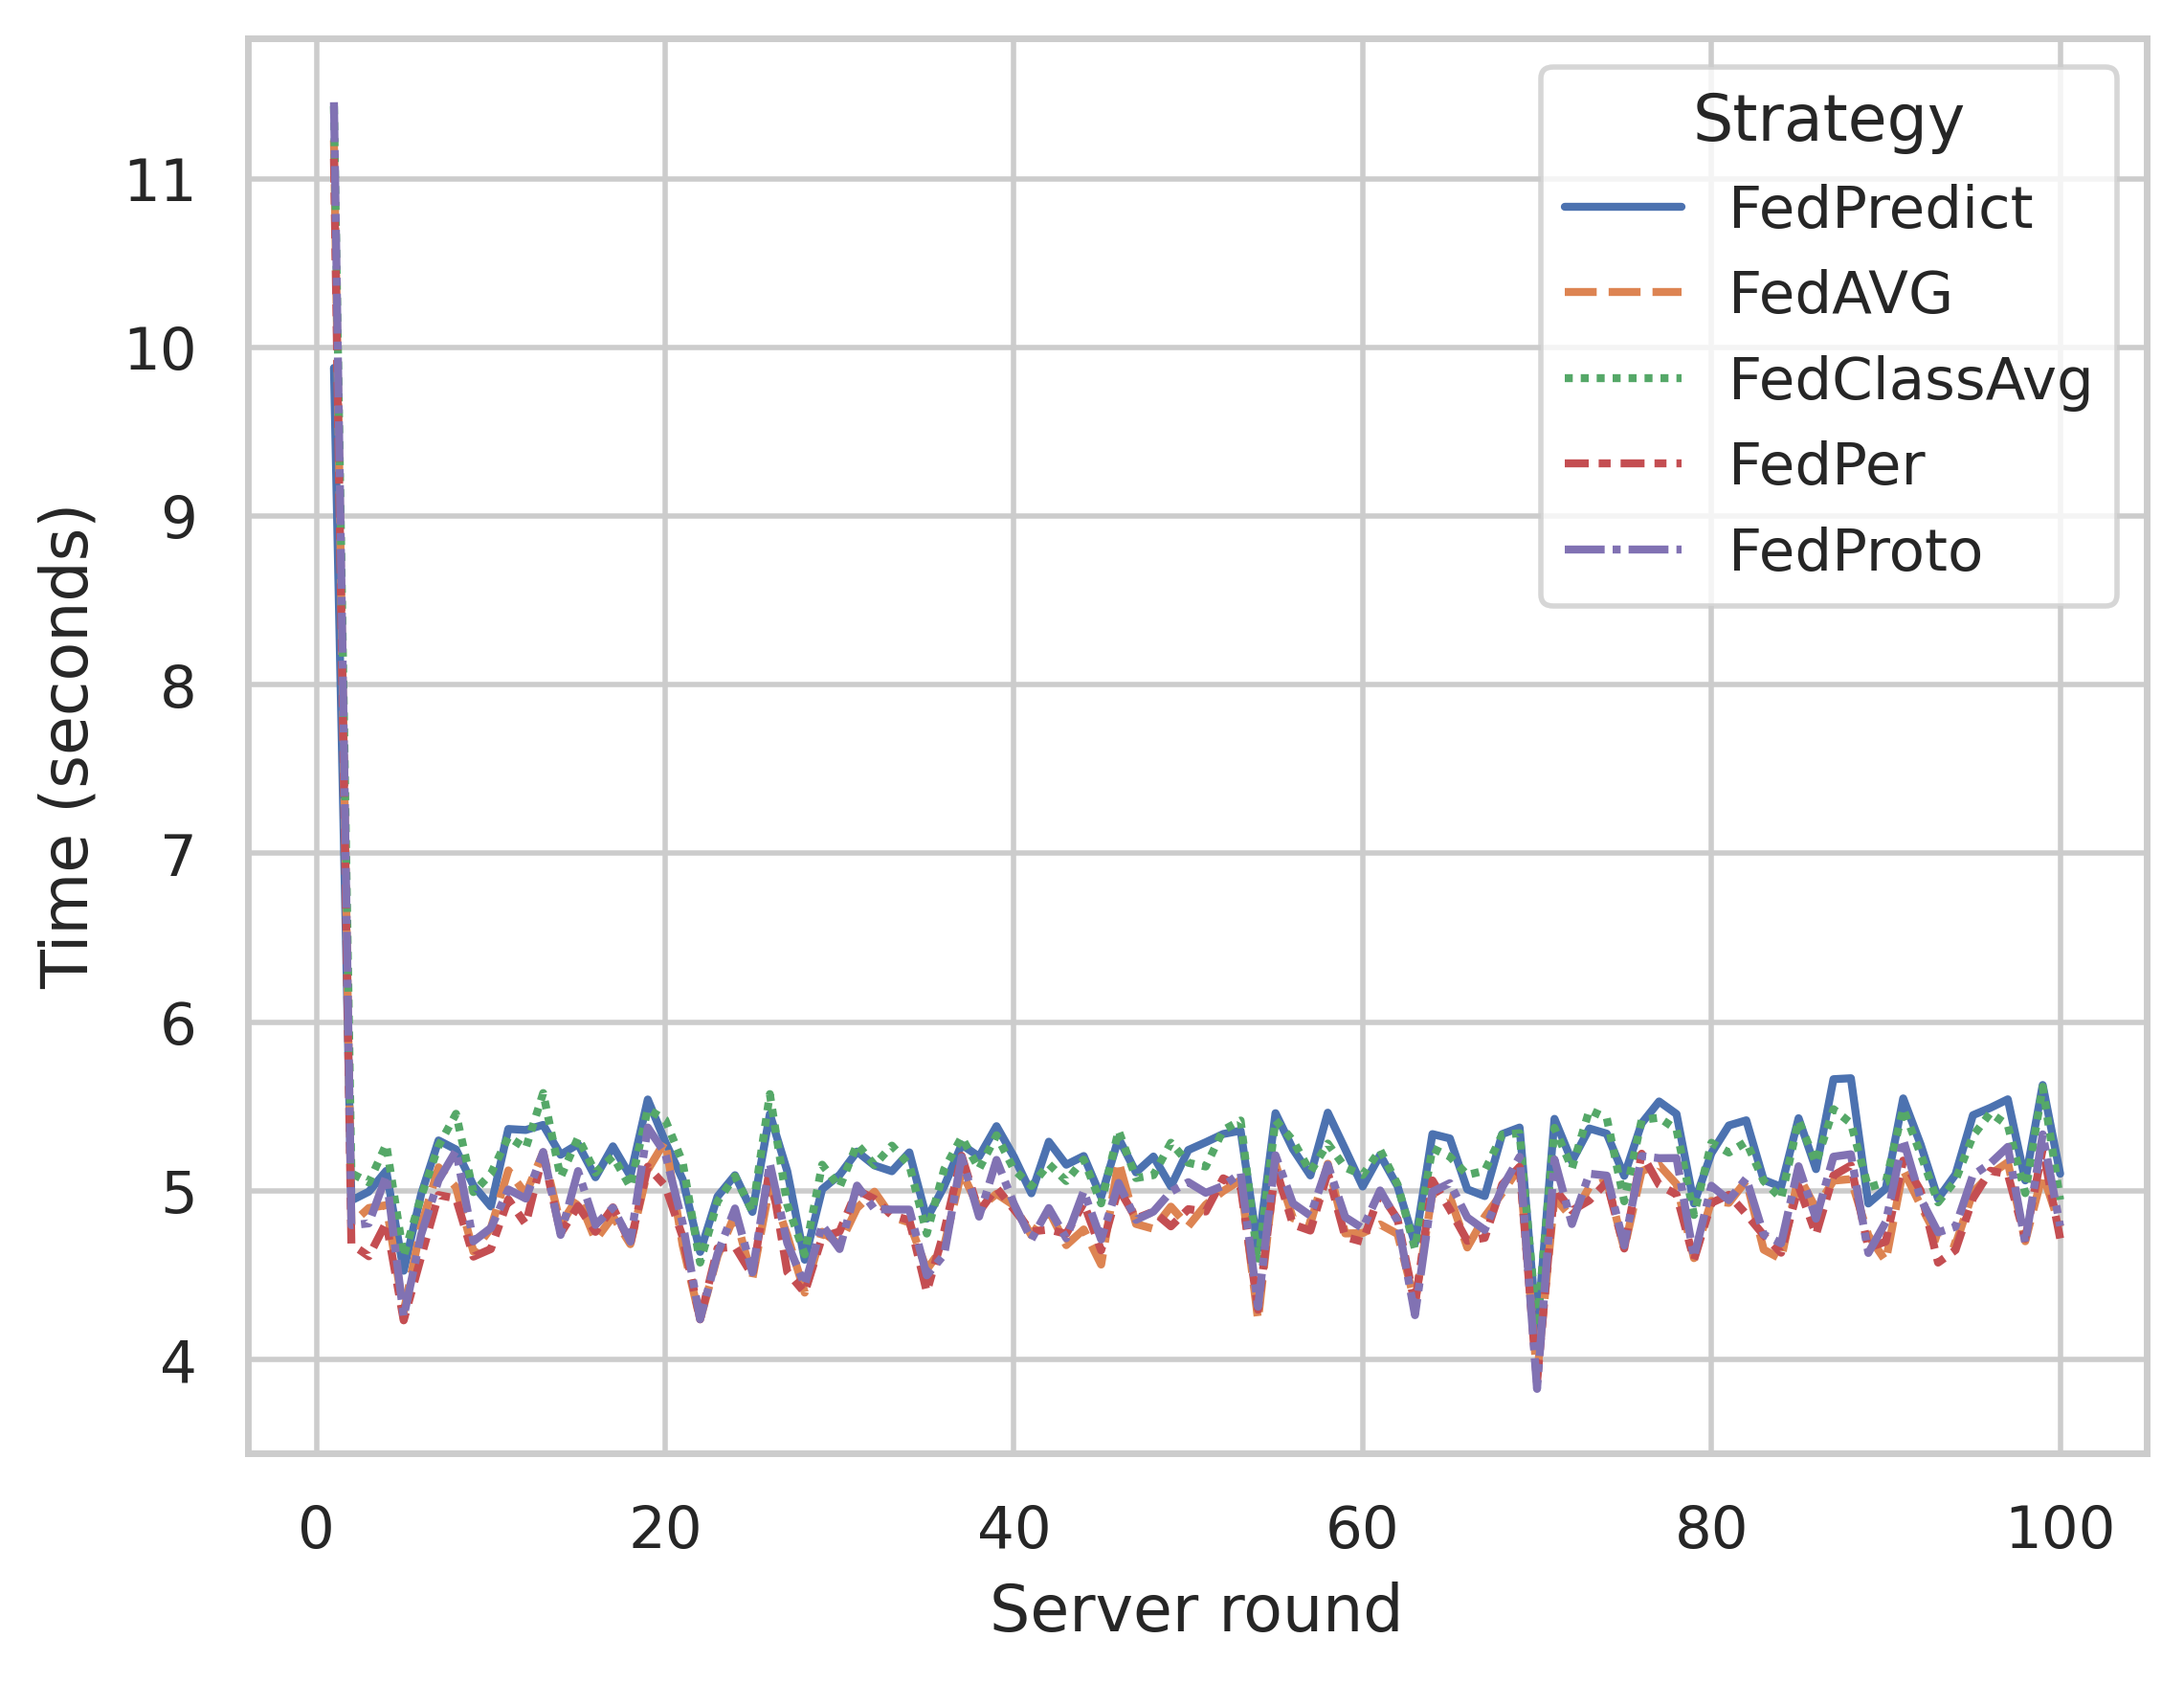 Strategy
FedPredict
FedAVG
FedClassAvg
FedPer
FedProto
11
10
9
8
7
6
5
4
Time (seconds)
0 20 40 60 80 100
Server round